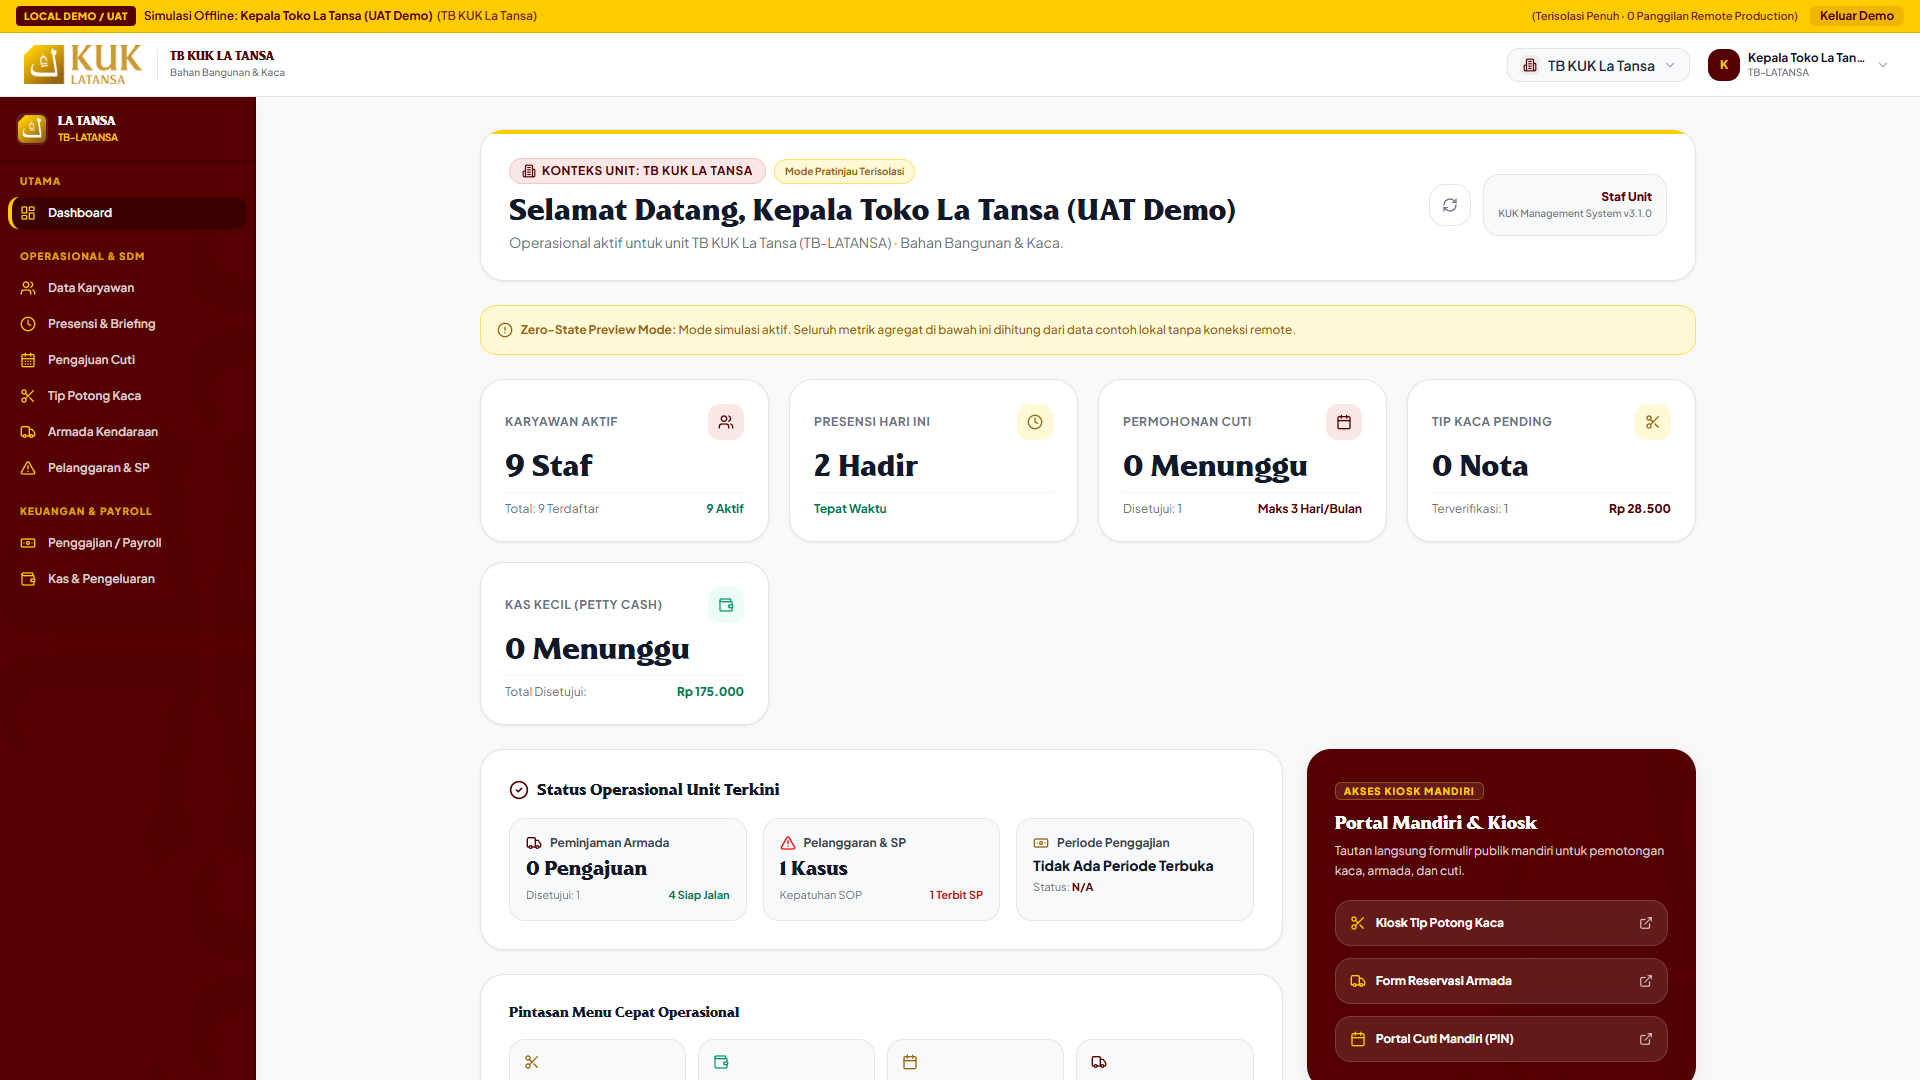 LOCAL DEMO / UAT Simulasi Offline: Kepala Toko La Tansa (UAT Demo) (TB KUK La Tansa) (Terisolasi Penuh · 0 Panggilan Remote Production) Keluar Demo
KUK LATANSA
TB KUK LA TANSA
Bahan Bangunan & Kaca
TB KUK La Tansa
K
Kepala Toko La Tan...
TB-LATANSA
LA TANSA
TB-LATANSA
UTAMA
Dashboard
OPERASIONAL & SDM
Data Karyawan
Presensi & Briefing
Pengajuan Cuti
Tip Potong Kaca
Armada Kendaraan
Pelanggaran & SP
KEUANGAN & PAYROLL
Penggajian / Payroll
Kas & Pengeluaran
KONTEKS UNIT: TB KUK LA TANSA Mode Pratinjau Terisolasi
Selamat Datang, Kepala Toko La Tansa (UAT Demo)
Operasional aktif untuk unit TB KUK La Tansa (TB-LATANSA) · Bahan Bangunan & Kaca.
Staf Unit
KUK Management System v3.1.0
Zero-State Preview Mode: Mode simulasi aktif. Seluruh metrik agregat di bawah ini dihitung dari data contoh lokal tanpa koneksi remote.
KARYAWAN AKTIF
9 Staf
Total: 9 Terdaftar 9 Aktif
PRESENSI HARI INI
2 Hadir
Tepat Waktu
PERMOHONAN CUTI
0 Menunggu
Disetujui: 1 Maks 3 Hari/Bulan
TIP KACA PENDING
0 Nota
Terverifikasi: 1 Rp 28.500
KAS KECIL (PETTY CASH)
0 Menunggu
Total Disetujui: Rp 175.000
Status Operasional Unit Terkini
Peminjaman Armada
0 Pengajuan
Disetujui: 1 4 Siap Jalan
Pelanggaran & SP
1 Kasus
Kepatuhan SOP 1 Terbit SP
Periode Penggajian
Tidak Ada Periode Terbuka
Status: N/A
Pintasan Menu Cepat Operasional
AKSES KIOSK MANDIRI
Portal Mandiri & Kiosk
Tautan langsung formulir publik mandiri untuk pemotongan
kaca, armada, dan cuti.
Kiosk Tip Potong Kaca
Form Reservasi Armada
Portal Cuti Mandiri (PIN)